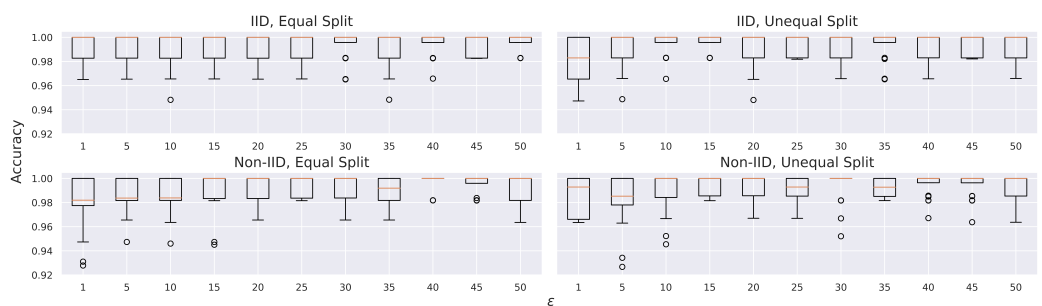 IID, Equal Split
IID, Unequal Split
1.00
0.98
0.96
0.94
0.92
1 5 10 15 20 25 30 35 40 45 50
1 5 10 15 20 25 30 35 40 45 50
Accuracy
Non-IID, Equal Split
Non-IID, Unequal Split
1.00
0.98
0.96
0.94
0.92
1 5 10 15 20 25 30 35 40 45 50
1 5 10 15 20 25 30 35 40 45 50
ε